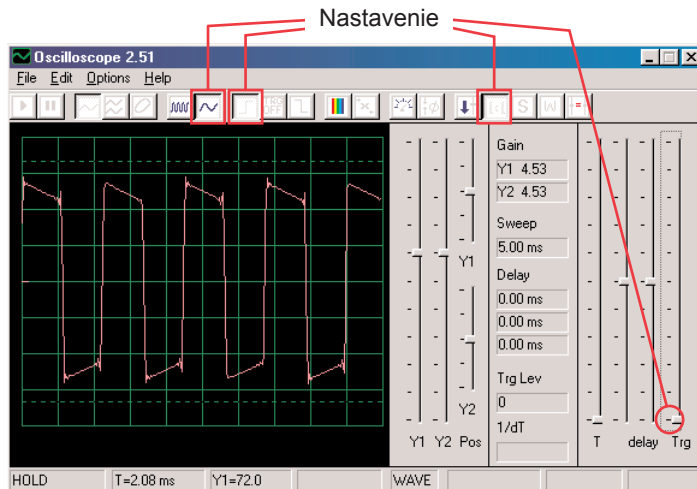 Nastavenie
Oscilloscope 2.51
File Edit Options Help
Gain
Y1 4.53
Y2 4.53
Sweep
5.00 ms
Delay
0.00 ms
0.00 ms
0.00 ms
Trg Lev
0
1/dT
Y1
Y2
Y1 Y2 Pos
T delay Trg
HOLD T=2.08 ms Y1=72.0 WAVE